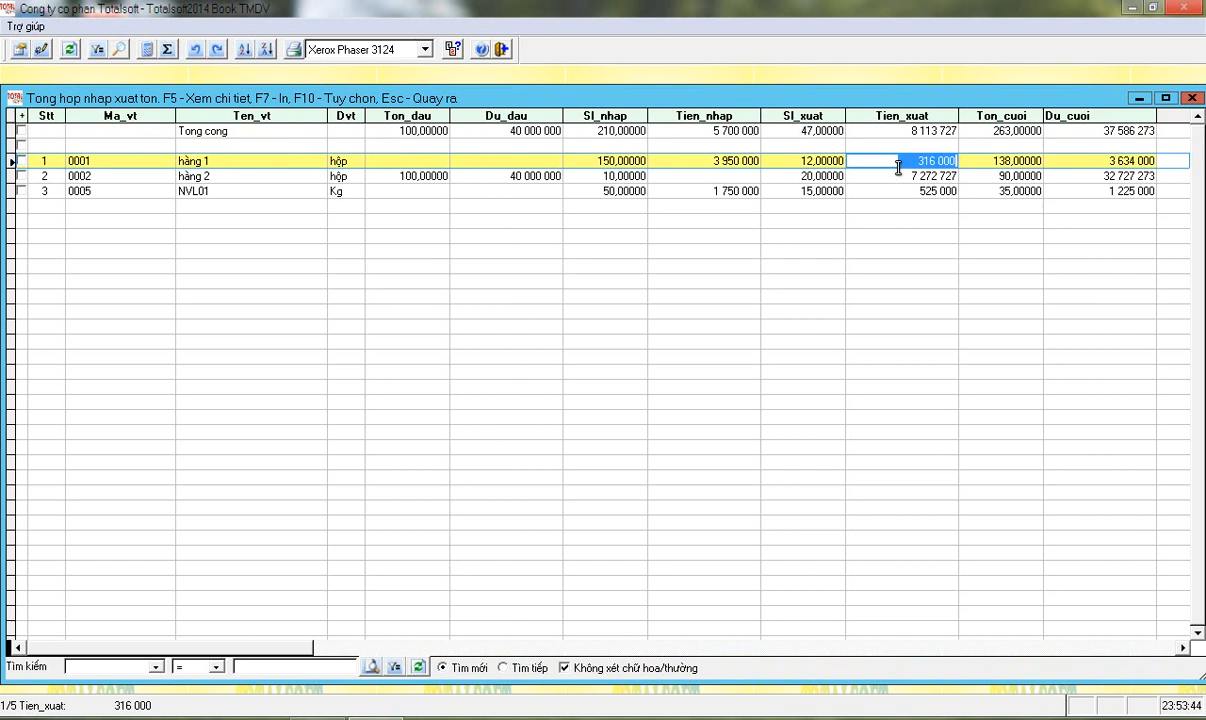 Cong ty co phan Totalsoft - Totalsoft2014 Book TMDV
Trợ giúp
Xerox Phaser 3124
Tong hop nhap xuat ton. F5 - Xem chi tiet, F7 - In, F10 - Tuy chon, Esc - Quay ra
Stt + Ma_vt Ten_vt Dvt Ton_dau Du_dau Sl_nhap Tien_nhap Sl_xuat Tien_xuat Ton_cuoi Du_cuoi
Tong cong 100,00000 40 000 000 210,00000 5 700 000 47,00000 8 113 727 263,00000 37 586 273
1 0001 hàng 1 hộp 150,00000 3 950 000 12,00000 316 000 138,00000 3 634 000
2 0002 hàng 2 hộp 100,00000 40 000 000 10,00000 20,00000 7 272 727 90,00000 32 727 273
3 0005 NVL01 Kg 50,00000 1 750 000 15,00000 525 000 35,00000 1 225 000
Tìm kiếm = Tìm mới Tìm tiếp Không xét chữ hoa/thường
1/5 Tien_xuat: 316 000 23:53:44